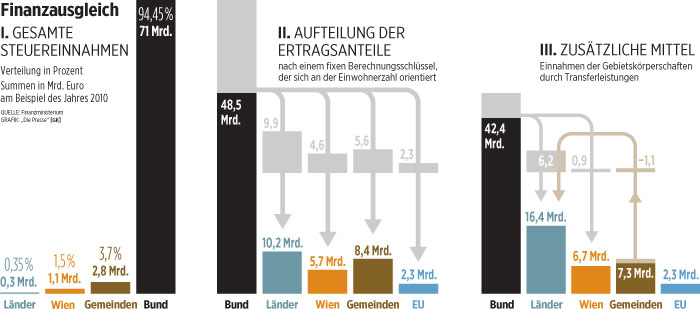 Finanzausgleich
I. GESAMTE
STEUEREINNAHMEN
Verteilung in Prozent
Summen in Mrd. Euro
am Beispiel des Jahres 2010
QUELLE: Finanzministerium
GRAFIK: „Die Presse" [GK]
94,45%
71 Mrd.
0,35%
0,3 Mrd.
1,5%
1,1 Mrd.
3,7%
2,8 Mrd.
Länder
Wien
Gemeinden
Bund
II. AUFTEILUNG DER
ERTRAGSANTEILE
nach einem fixen Berechnungsschlüssel,
der sich an der Einwohnerzahl orientiert
48,5
Mrd.
9,9
4,6
5,6
2,3
10,2 Mrd.
5,7 Mrd.
8,4 Mrd.
2,3 Mrd.
Bund
Länder
Wien
Gemeinden
EU
III. ZUSÄTZLICHE MITTEL
Einnahmen der Gebietskörperschaften
durch Transferleistungen
42,4
Mrd.
6,2
0,9
–1,1
16,4 Mrd.
6,7 Mrd.
7,3 Mrd.
2,3 Mrd.
Bund
Länder
Wien
Gemeinden
EU